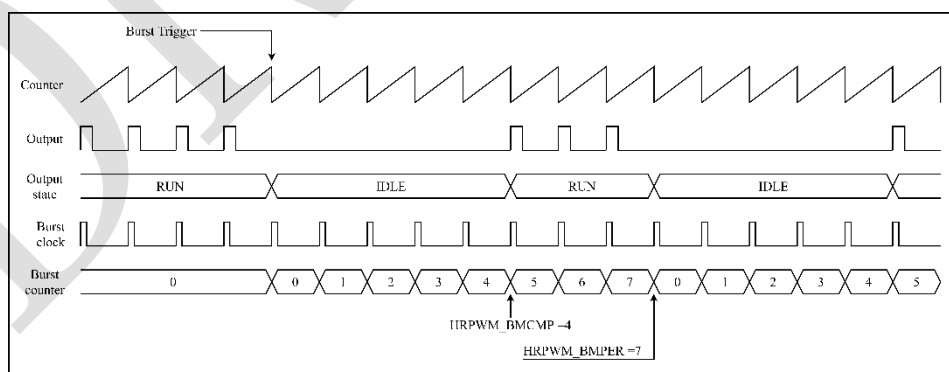 Burst Trigger
Counter
Output
Output state
RUN IDLE RUN IDLE
Burst clock
Burst counter
0 0 1 2 3 4 5 6 7 0 1 2 3 4 5
HRPWM_BMCMP =4
HRPWM_BMPER =7